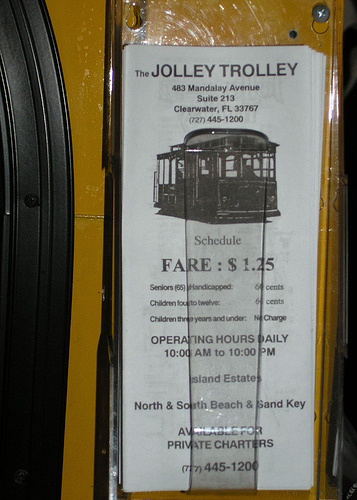 The JOLLEY TROLLEY
483 Mandalay Avenue
Suite 213
Clearwater, FL 33767
(727) 445-1200
Schedule
FARE : $ 1.25
Seniors (65) /Handicapped: 60 cents
Children four to twelve: 60 cents
Children three years and under: No Charge
OPERATING HOURS DAILY
10:00 AM to 10:00 PM
Island Estates
North & South Beach & Sand Key
AVAILABLE FOR
PRIVATE CHARTERS
(727) 445-1200